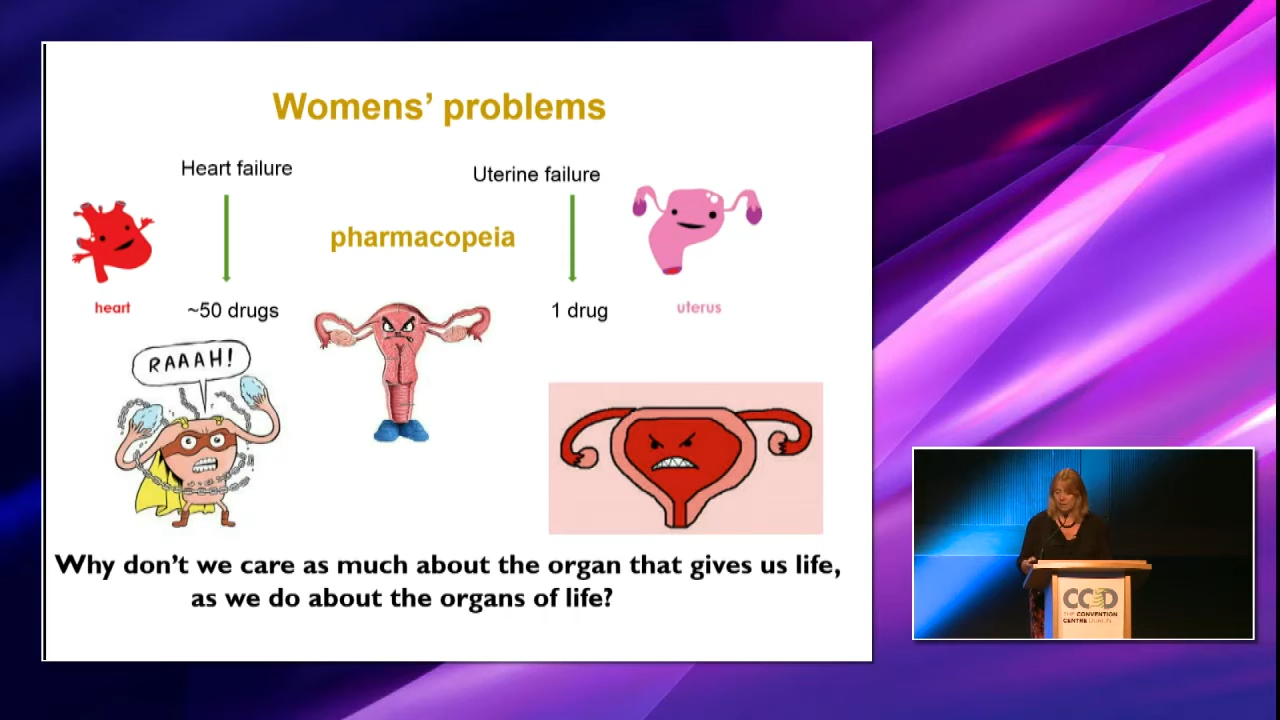 Womens' problems
Heart failure
Uterine failure
pharmacopeia
heart
~50 drugs
1 drug
uterus
RAAAH!
Why don't we care as much about the organ that gives us life,
as we do about the organs of life?
CCD
THE CONVENTION
CENTRE DUBLIN